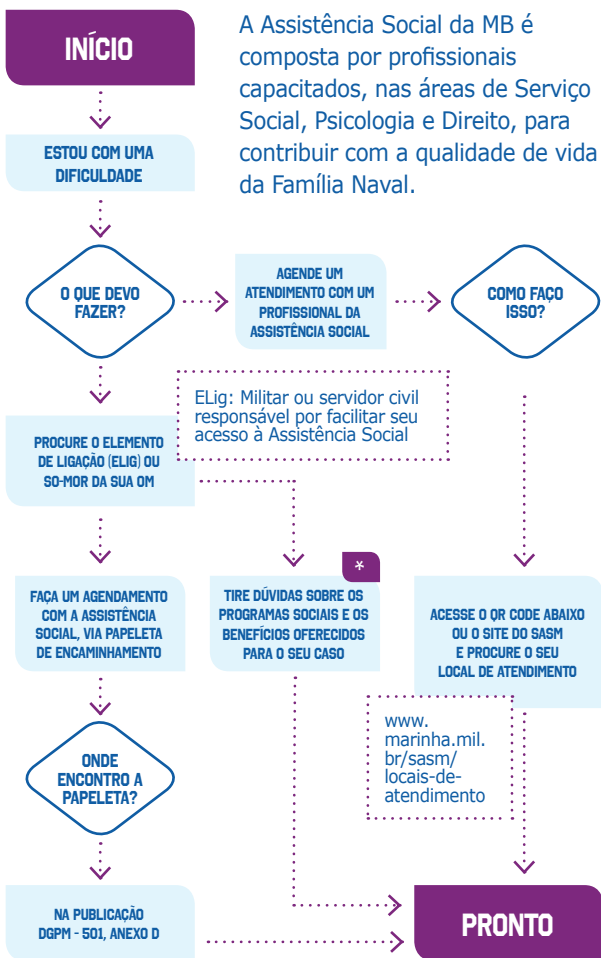 INÍCIO
A Assistência Social da MB é
composta por profissionais
capacitados, nas áreas de Serviço
Social, Psicologia e Direito, para
contribuir com a qualidade de vida
da Família Naval.
ESTOU COM UMA
DIFICULDADE
O QUE DEVO
FAZER?
AGENDE UM
ATENDIMENTO COM UM
PROFISSIONAL DA
ASSISTÊNCIA SOCIAL
COMO FAÇO
ISSO?
ELig: Militar ou servidor civil
responsável por facilitar seu
acesso à Assistência Social
PROCURE O ELEMENTO
DE LIGAÇÃO (ELIG) OU
SO-MOR DA SUA OM
FAÇA UM AGENDAMENTO
COM A ASSISTÊNCIA
SOCIAL, VIA PAPELETA
DE ENCAMINHAMENTO
*
TIRE DÚVIDAS SOBRE OS
PROGRAMAS SOCIAIS E OS
BENEFÍCIOS OFERECIDOS
PARA O SEU CASO
ACESSE O QR CODE ABAIXO
OU O SITE DO SASM
E PROCURE O SEU
LOCAL DE ATENDIMENTO
www.
marinha.mil.
br/sasm/
locais-de-
atendimento
ONDE
ENCONTRO A
PAPELETA?
NA PUBLICAÇÃO
DGPM - 501, ANEXO D
PRONTO